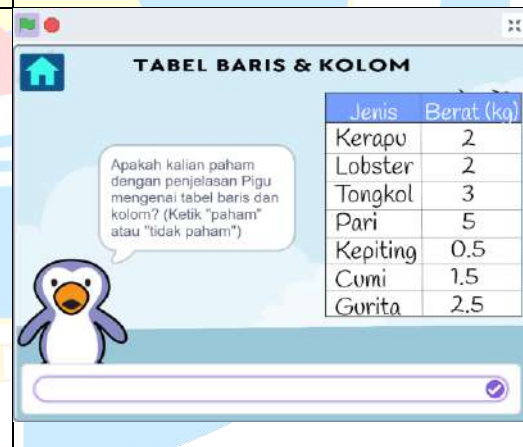 TABEL BARIS & KOLOM
Apakah kalian paham
dengan penjelasan Pigu
mengenai tabel baris dan
kolom? (Ketik "paham"
atau "tidak paham")
Jenis Berat (kg)
Kerapu 2
Lobster 2
Tongkol 3
Pari 5
Kepiting 0.5
Cumi 1.5
Gurita 2.5